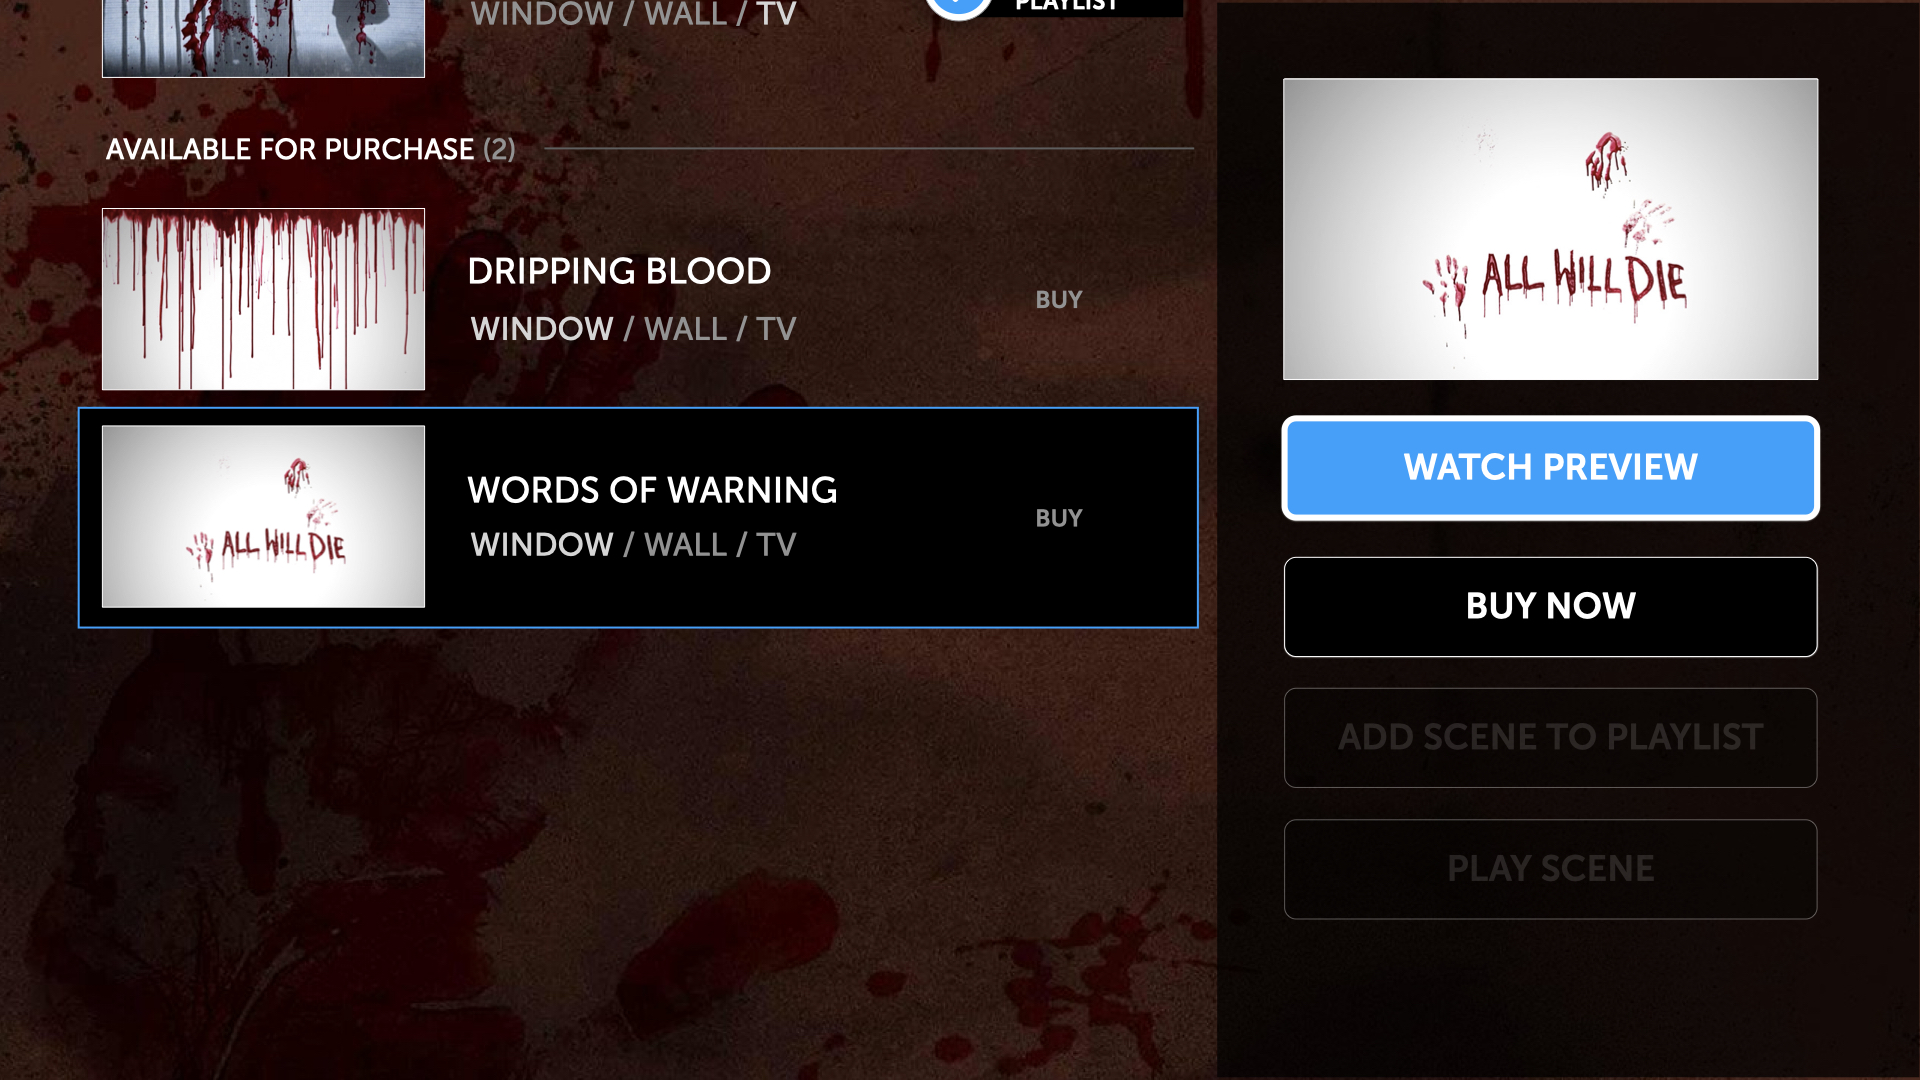 WINDOW / WALL / TV
PLAYLIST
AVAILABLE FOR PURCHASE (2)
DRIPPING BLOOD
WINDOW / WALL / TV
BUY
ALL WILL DIE
WORDS OF WARNING
WINDOW / WALL / TV
BUY
ALL WILL DIE
WATCH PREVIEW
BUY NOW
ADD SCENE TO PLAYLIST
PLAY SCENE